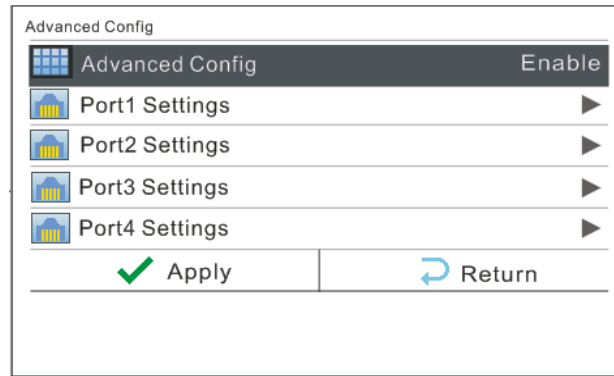 Advanced Config
Advanced Config Enable
Port1 Settings
Port2 Settings
Port3 Settings
Port4 Settings
Apply Return